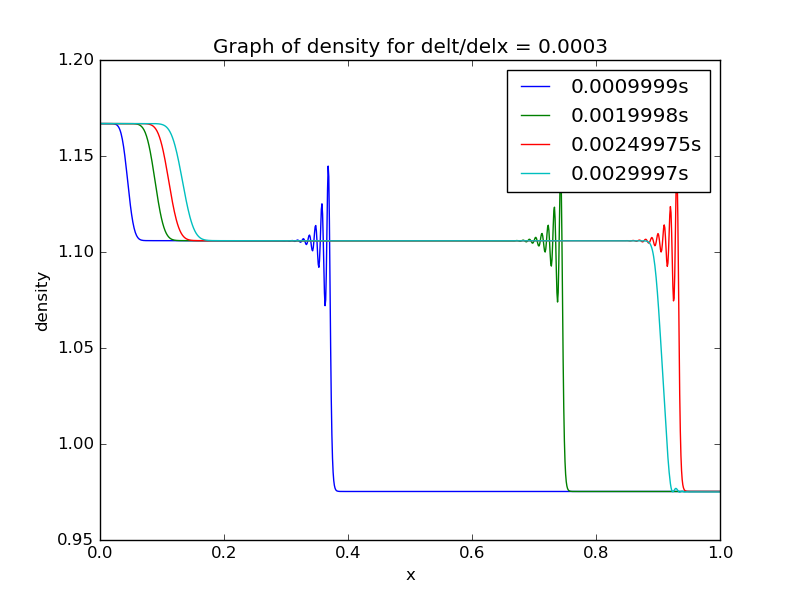 Graph of density for delt/delx = 0.0003
1.20
1.15
1.10
1.05
1.00
0.95
density
0.0009999s
0.0019998s
0.00249975s
0.0029997s
0.0
0.2
0.4
0.6
0.8
1.0
x